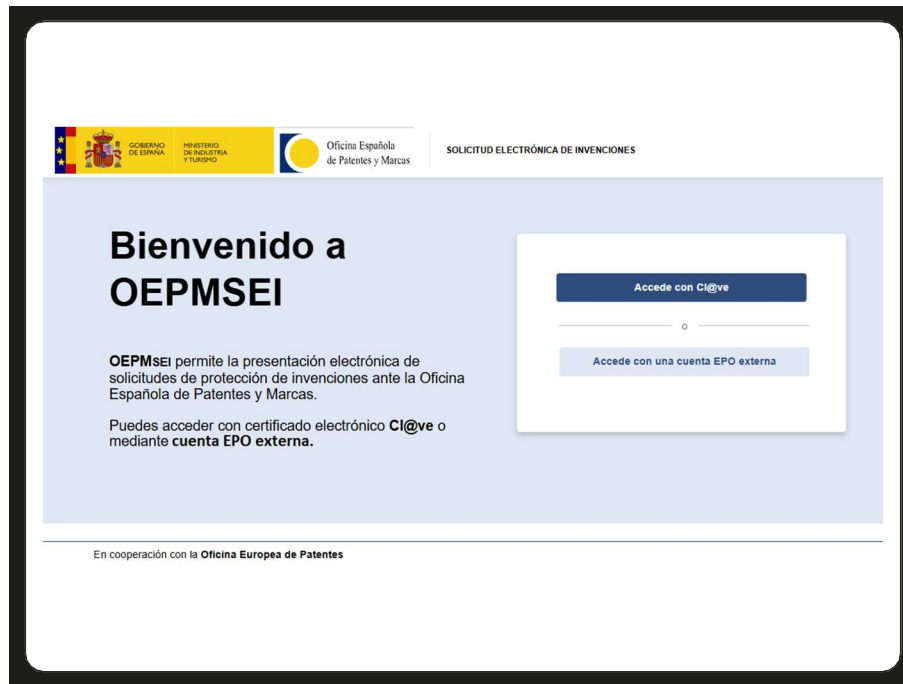 GOBIERNO
DE ESPAÑA
MINISTERIO
DE INDUSTRIA
Y TURISMO
Oficina Española
de Patentes y Marcas
SOLICITUD ELECTRÓNICA DE INVENCIONES
Bienvenido a
OEPMSEI
OEPMSEI permite la presentación electrónica de
solicitudes de protección de invenciones ante la Oficina
Española de Patentes y Marcas.
Puedes acceder con certificado electrónico Cl@ve o
mediante cuenta EPO externa.
Accede con Cl@ve
o
Accede con una cuenta EPO externa
En cooperación con la Oficina Europea de Patentes